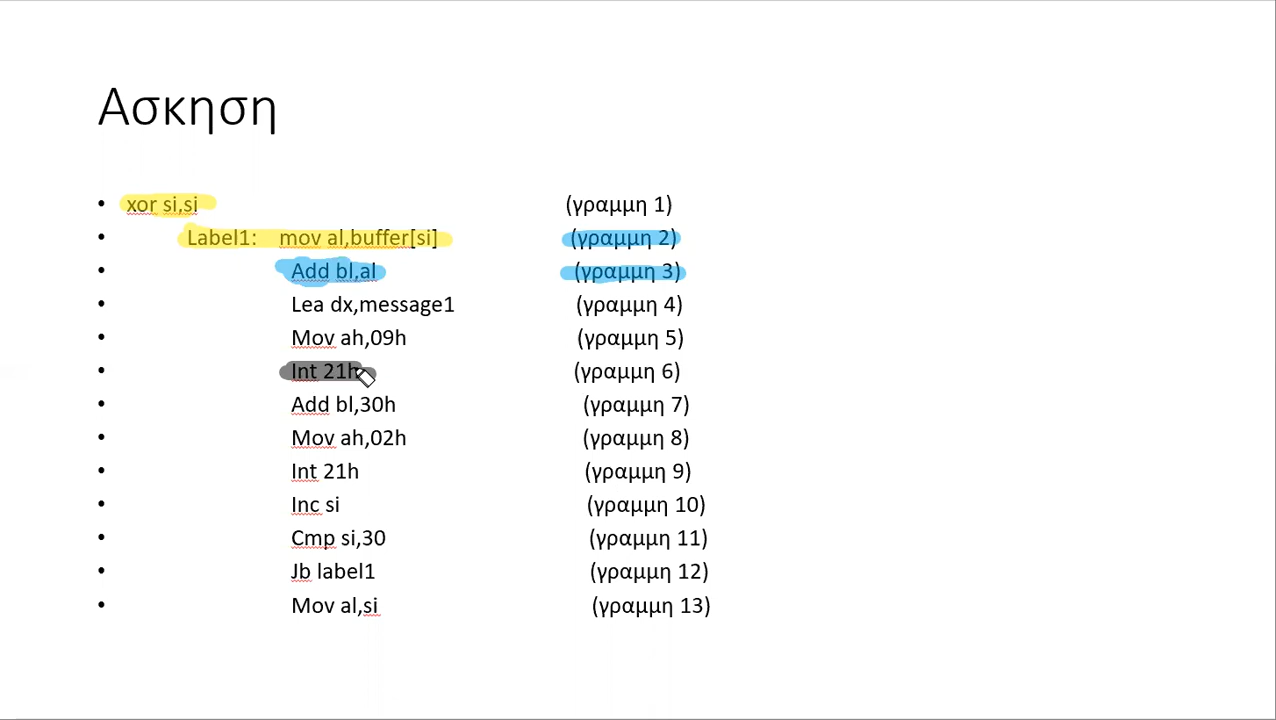 Ασκηση
• xor si,si (γραμμη 1)
• Label1: mov al,buffer[si] (γραμμη 2)
• Add bl,al (γραμμη 3)
• Lea dx,message1 (γραμμη 4)
• Mov ah,09h (γραμμη 5)
• Int 21h (γραμμη 6)
• Add bl,30h (γραμμη 7)
• Mov ah,02h (γραμμη 8)
• Int 21h (γραμμη 9)
• Inc si (γραμμη 10)
• Cmp si,30 (γραμμη 11)
• Jb label1 (γραμμη 12)
• Mov al,si (γραμμη 13)